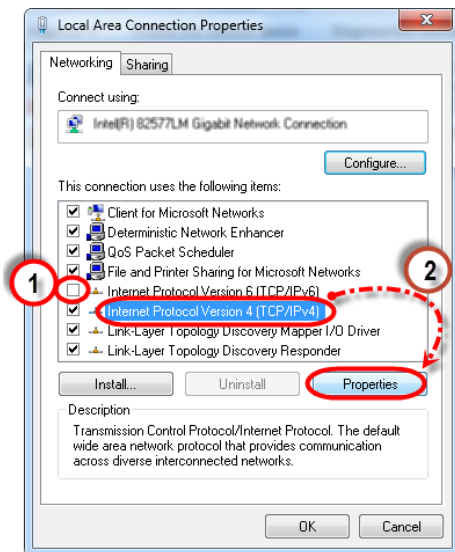 Local Area Connection Properties
Networking Sharing
Connect using:
Intel(R) 82577LM Gigabit Network Connection
Configure...
This connection uses the following items:
Client for Microsoft Networks
Deterministic Network Enhancer
QoS Packet Scheduler
File and Printer Sharing for Microsoft Networks
1
2
Internet Protocol Version 6 (TCP/IPv6)
Internet Protocol Version 4 (TCP/IPv4)
Link-Layer Topology Discovery Mapper I/O Driver
Link-Layer Topology Discovery Responder
Install... Uninstall Properties
Description
Transmission Control Protocol/Internet Protocol. The default
wide area network protocol that provides communication
across diverse interconnected networks.
OK Cancel